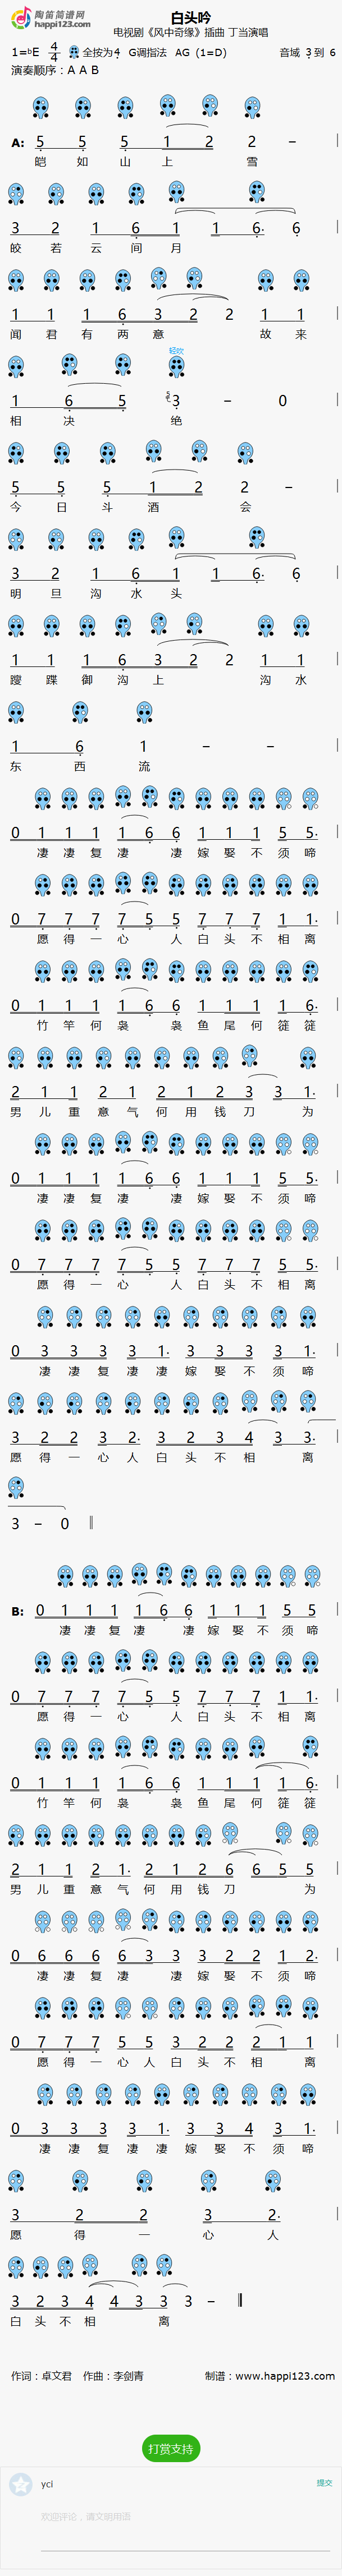 陶笛简谱网
happi123.com
白头吟
电视剧《风中奇缘》插曲 丁当演唱
1=♭E 4/4 全按为4̣ G调指法 AG（1=D） 音域 3̣ 到 6
演奏顺序：A A B
A: 5̣ 5̣ 5̣ 1 2 2 –
皑 如 山 上 雪
3 2 1 6̣ 1 1 6̣· 6̣
皎 若 云 间 月
1 1 1 6̣ 3 2 2 1 1
闻 君 有 两 意 故 来
轻吹
1 6̣ 5̣ 3̣ – 0
相 决 绝
5̣ 5̣ 5̣ 1 2 2 –
今 日 斗 酒 会
3 2 1 6̣ 1 1 6̣· 6̣
明 旦 沟 水 头
1 1 1 6̣ 3 2 2 1 1
躞 蹀 御 沟 上 沟 水
1 6̣ 1 – –
东 西 流
0 1 1 1 1 6̣ 6̣ 1 1 1 5 5·
凄 凄 复 凄 凄 嫁 娶 不 须 啼
0 7̣ 7̣ 7̣ 7̣ 5̣ 5̣ 7̣ 7̣ 7̣ 1 1·
愿 得 一 心 人 白 头 不 相 离
0 1 1 1 1 6̣ 6̣ 1 1 1 1 6̣·
竹 竿 何 袅 袅 鱼 尾 何 簁 簁
2 1 1 2 1 2 1 2 3 3 1·
男 儿 重 意 气 何 用 钱 刀 为
0 1 1 1 1 6̣ 6̣ 1 1 1 5 5·
凄 凄 复 凄 凄 嫁 娶 不 须 啼
0 7̣ 7̣ 7̣ 7̣ 5̣ 5̣ 7̣ 7̣ 7̣ 5 5·
愿 得 一 心 人 白 头 不 相 离
0 3 3 3 3 1· 3 3 3 3 1·
凄 凄 复 凄 凄 嫁 娶 不 须 啼
3 2 2 3 2· 3 2 3 4 3 3·
愿 得 一 心 人 白 头 不 相 离
3 – 0
B: 0 1 1 1 1 6̣ 6̣ 1 1 1 5 5
凄 凄 复 凄 凄 嫁 娶 不 须 啼
0 7̣ 7̣ 7̣ 7̣ 5̣ 5̣ 7̣ 7̣ 7̣ 1 1·
愿 得 一 心 人 白 头 不 相 离
0 1 1 1 1 6̣ 6̣ 1 1 1 1 1 6̣·
竹 竿 何 袅 袅 鱼 尾 何 簁 簁
2 1 1 2 1· 2 1 2 6 6 5 5
男 儿 重 意 气 何 用 钱 刀 为
0 6 6 6 6 3 3 3 2 2 1 2·
凄 凄 复 凄 凄 嫁 娶 不 须 啼
0 7̣ 7̣ 7̣ 5 5 3 2 2 2 1 1
愿 得 一 心 人 白 头 不 相 离
0 3 3 3 3 1· 3 3 4 3 1·
凄 凄 复 凄 凄 嫁 娶 不 须 啼
3 2 2 3 2·
愿 得 一 心 人
3 2 3 4 4 3 3 3 –
白 头 不 相 离
作词：卓文君 作曲：李剑青 制谱：www.happi123.com
打赏支持
yci 提交
欢迎评论，请文明用语